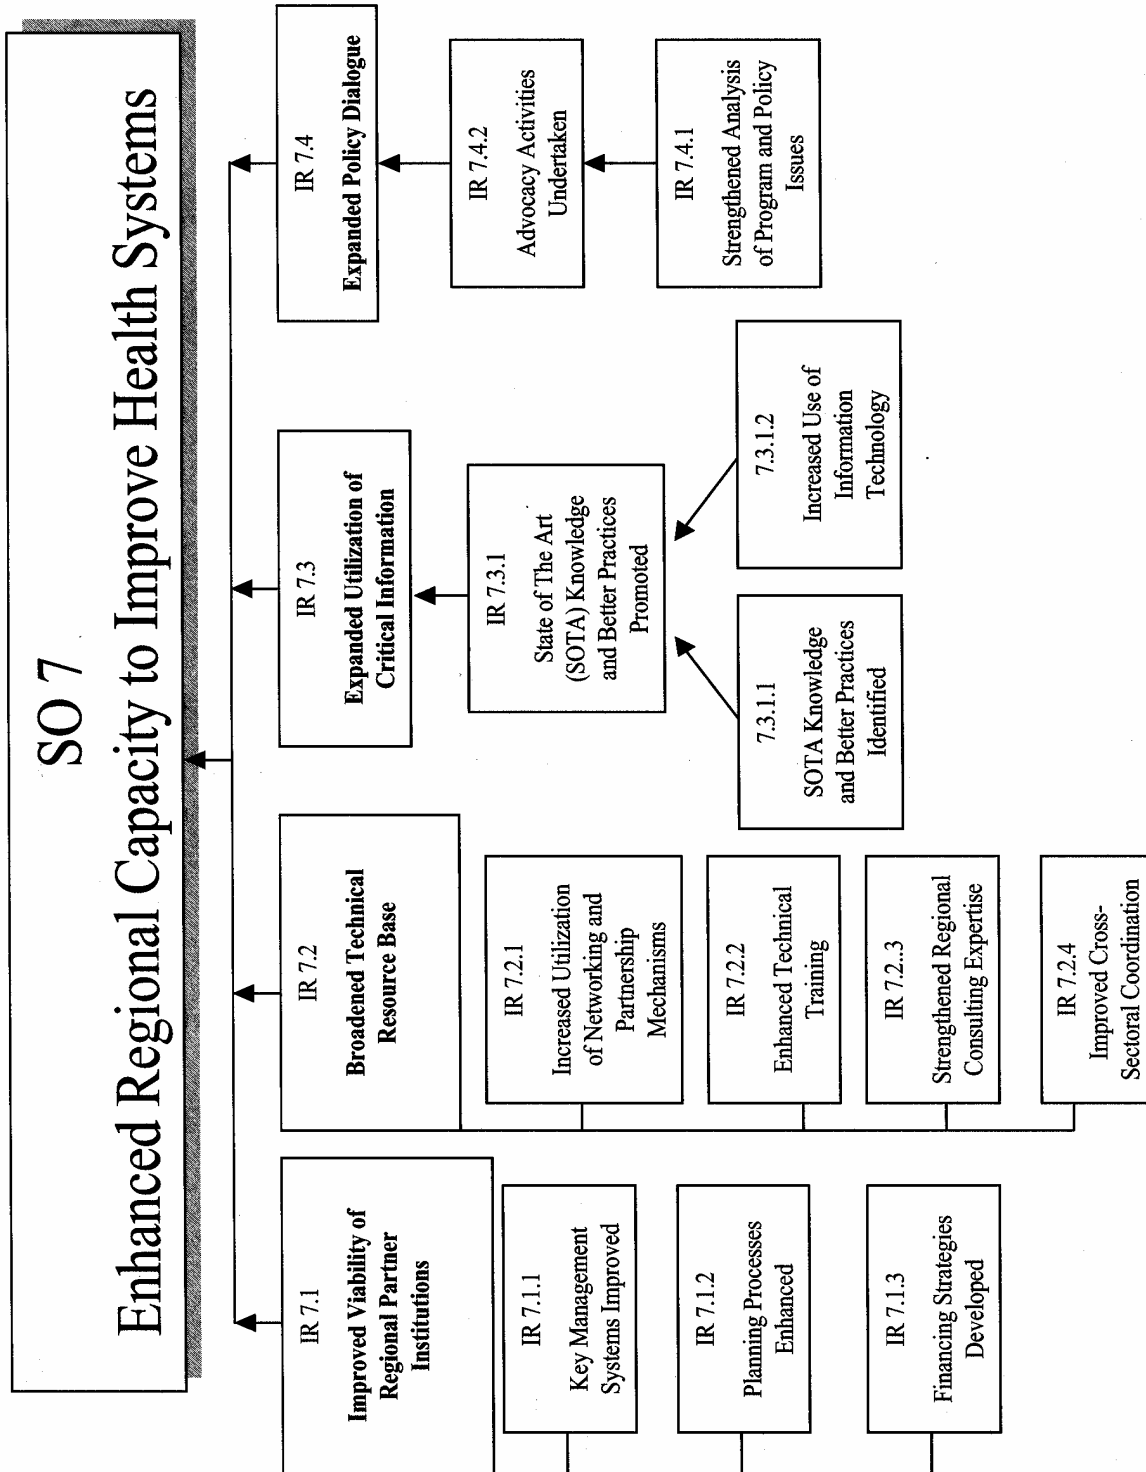 SO 7
Enhanced Regional Capacity to Improve Health Systems
IR 7.1
Improved Viability of
Regional Partner
Institutions
IR 7.1.1
Key Management
Systems Improved
IR 7.1.2
Planning Processes
Enhanced
IR 7.1.3
Financing Strategies
Developed
IR 7.2
Broadened Technical
Resource Base
IR 7.2.1
Increased Utilization
of Networking and
Partnership
Mechanisms
IR 7.2.2
Enhanced Technical
Training
IR 7.2..3
Strengthened Regional
Consulting Expertise
IR 7.2.4
Improved Cross-
Sectoral Coordination
IR 7.3
Expanded Utilization of
Critical Information
IR 7.3.1
State of The Art
(SOTA) Knowledge
and Better Practices
Promoted
7.3.1.1
SOTA Knowledge
and Better Practices
Identified
7.3.1.2
Increased Use of
Information
Technology
IR 7.4
Expanded Policy Dialogue
IR 7.4.2
Advocacy Activities
Undertaken
IR 7.4.1
Strengthened Analysis
of Program and Policy
Issues